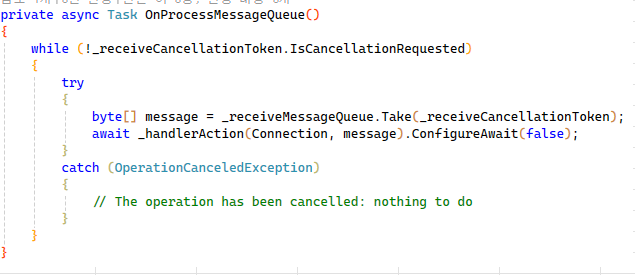 private async Task OnProcessMessageQueue()
{
while (!_receiveCancellationToken.IsCancellationRequested)
{
try
{
byte[] message = _receiveMessageQueue.Take(_receiveCancellationToken);
await _handlerAction(Connection, message).ConfigureAwait(false);
}
catch (OperationCanceledException)
{
// The operation has been cancelled: nothing to do
}
}
}